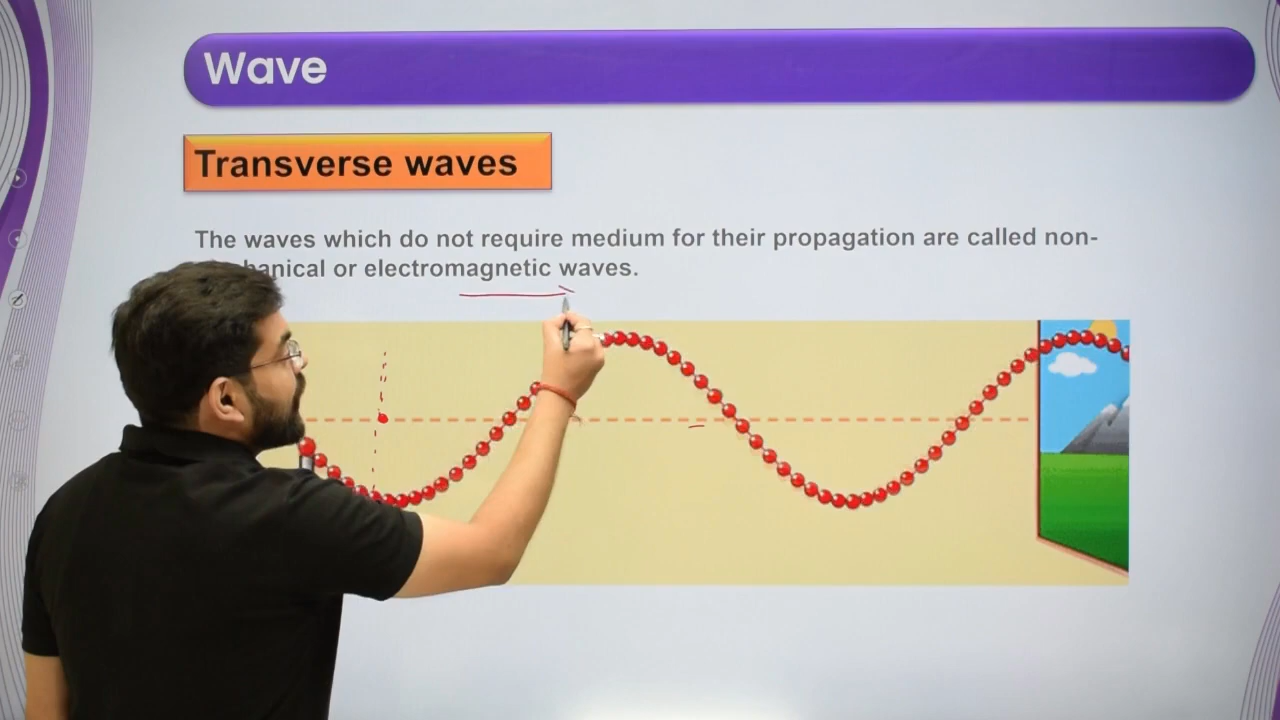 Wave
Transverse waves
The waves which do not require medium for their propagation are called non-
hanical or electromagnetic waves.